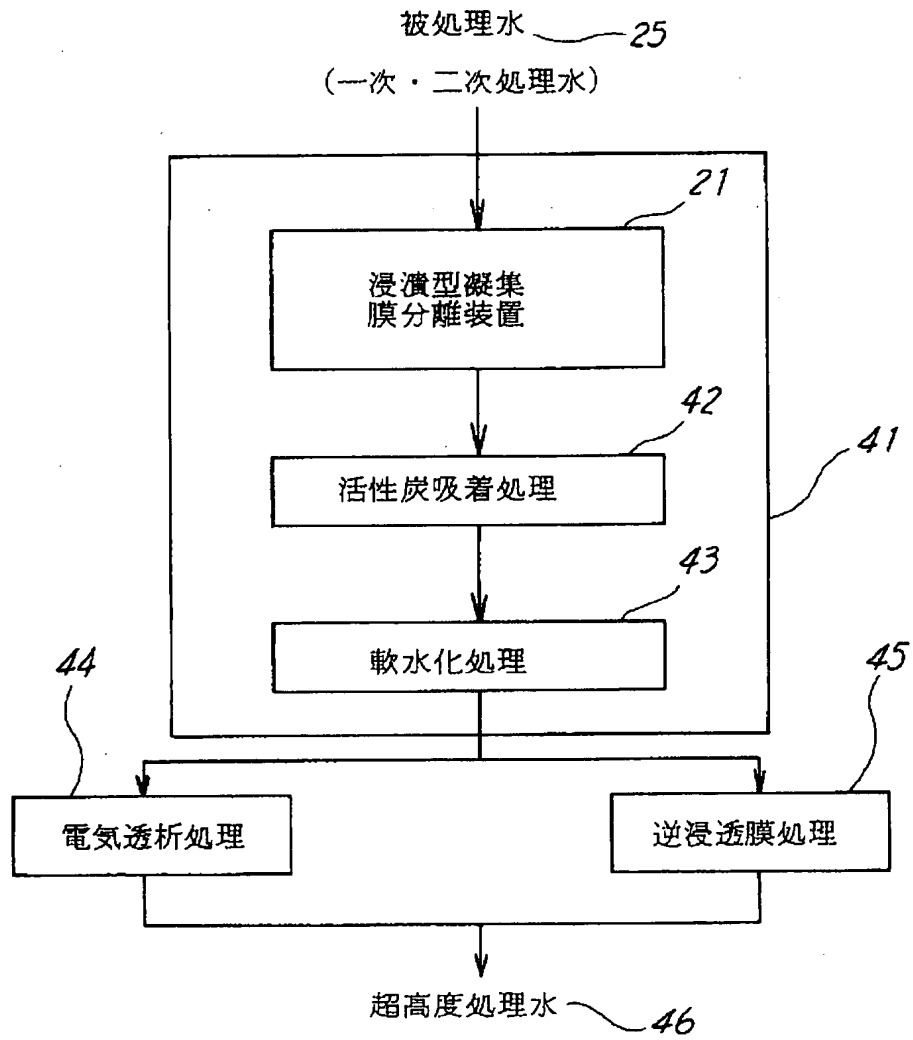 被処理水 25
(一次・二次処理水)
21
浸漬型凝集
膜分離装置
42
活性炭吸着処理
41
43
軟水化処理
44
45
電気透析処理
逆浸透膜処理
超高度処理水 46